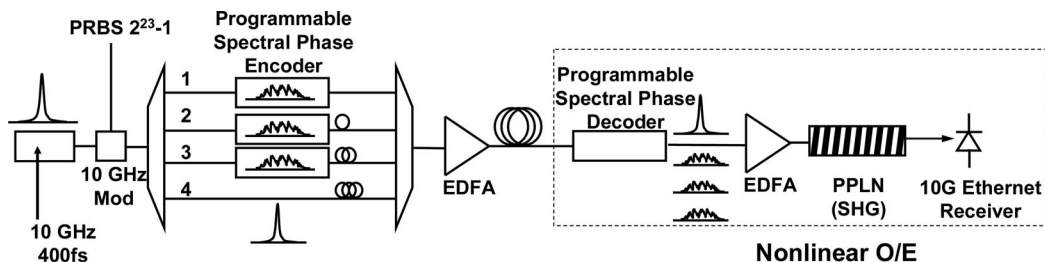 PRBS 2²³-1
Programmable
Spectral Phase
Encoder
1
2
3
4
10 GHz
Mod
10 GHz
400fs
EDFA
Programmable
Spectral Phase
Decoder
EDFA
PPLN
(SHG)
10G Ethernet
Receiver
Nonlinear O/E